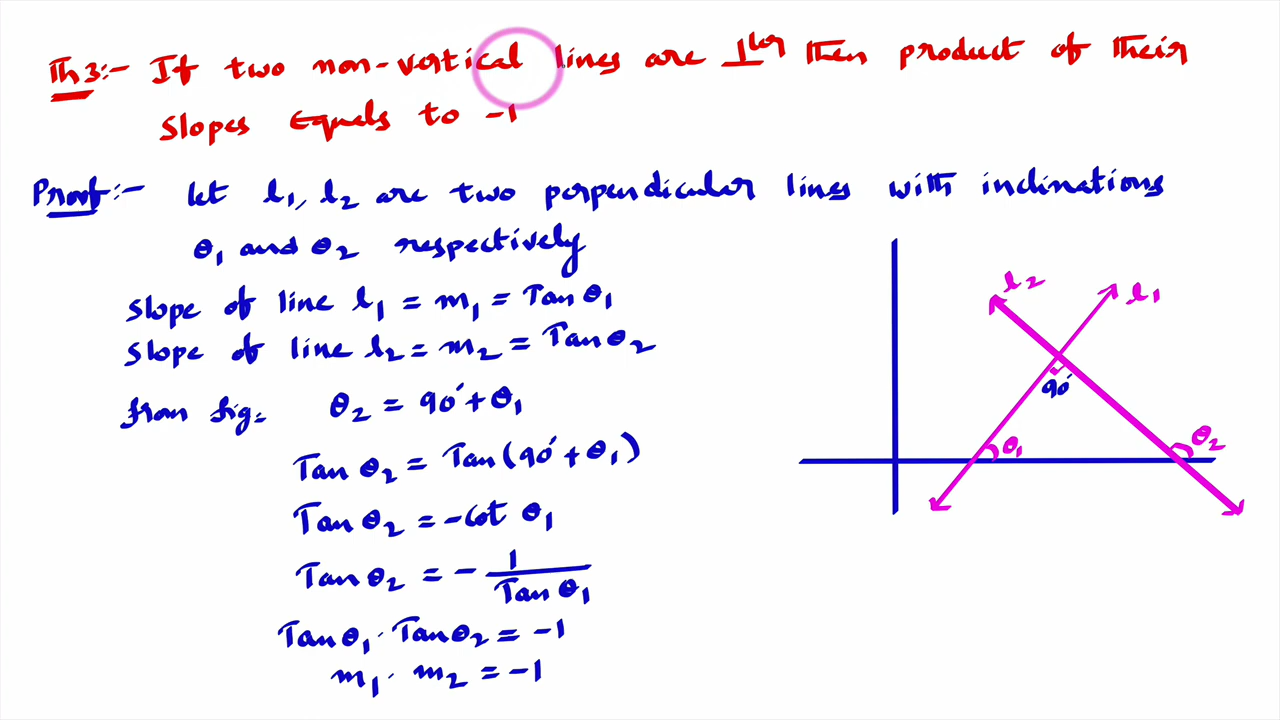 Th 3:- If two non-vertical lines are ⊥lar then product of their
slopes equals to -1
Proof:- let l₁, l₂ are two perpendicular lines with inclinations
θ₁ and θ₂ respectively
slope of line l₁ = m₁ = Tan θ₁
slope of line l₂ = m₂ = Tan θ₂
from fig: θ₂ = 90° + θ₁
Tan θ₂ = Tan (90° + θ₁)
Tan θ₂ = -cot θ₁
Tan θ₂ = - 1 / Tan θ₁
Tan θ₁ . Tan θ₂ = -1
m₁ . m₂ = -1
l₂
l₁
90°
θ₁
θ₂